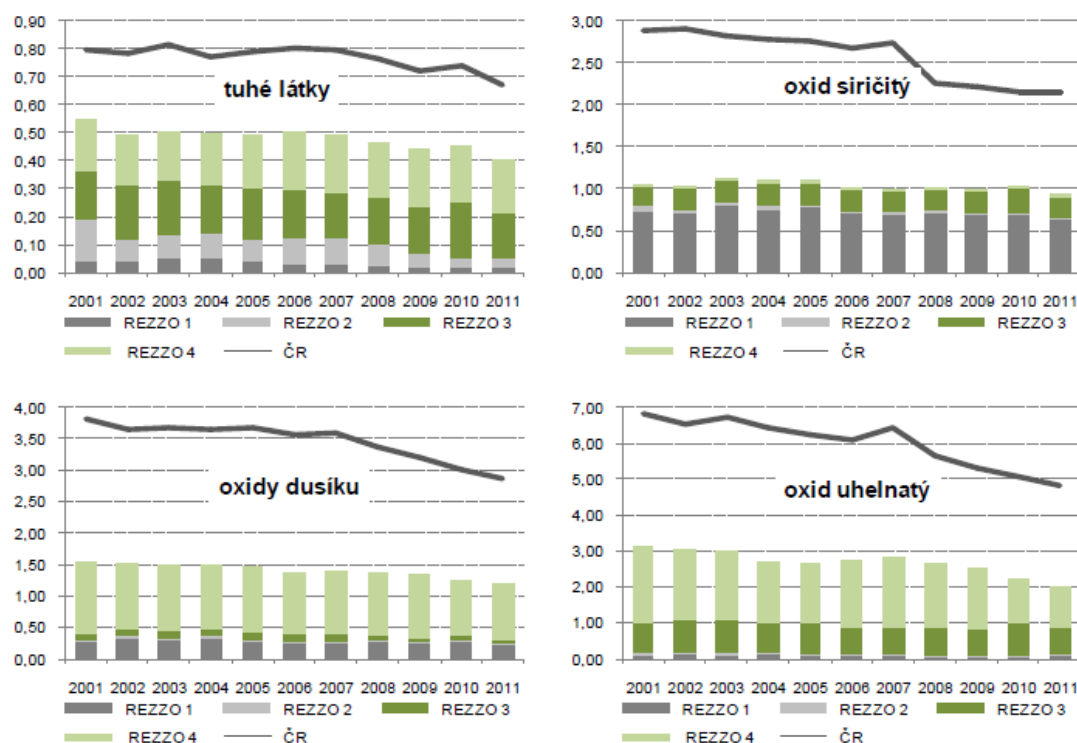 0,90
0,80
0,70
0,60
0,50
0,40
0,30
0,20
0,10
0,00
tuhé látky
2001 2002 2003 2004 2005 2006 2007 2008 2009 2010 2011
REZZO 1 REZZO 2 REZZO 3
REZZO 4 ČR
3,00
2,50
2,00
1,50
1,00
0,50
0,00
oxid siričitý
2001 2002 2003 2004 2005 2006 2007 2008 2009 2010 2011
REZZO 1 REZZO 2 REZZO 3
REZZO 4 ČR
4,00
3,50
3,00
2,50
2,00
1,50
1,00
0,50
0,00
oxidy dusíku
2001 2002 2003 2004 2005 2006 2007 2008 2009 2010 2011
REZZO 1 REZZO 2 REZZO 3
REZZO 4 ČR
7,00
6,00
5,00
4,00
3,00
2,00
1,00
0,00
oxid uhelnatý
2001 2002 2003 2004 2005 2006 2007 2008 2009 2010 2011
REZZO 1 REZZO 2 REZZO 3
REZZO 4 ČR